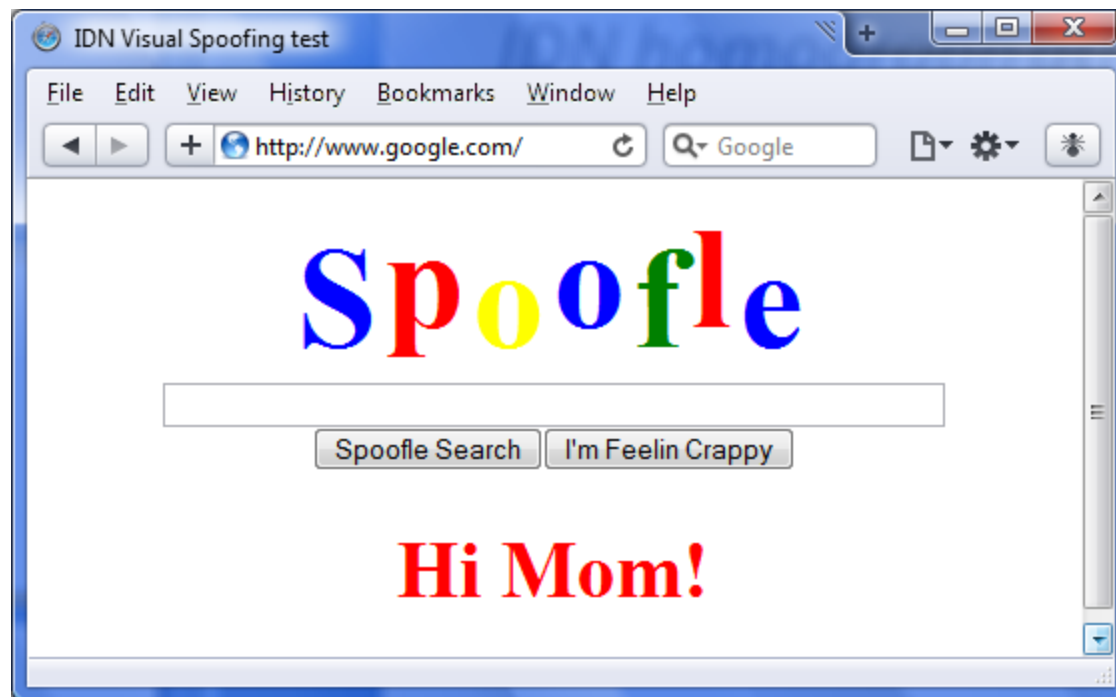 IDN Visual Spoofing test
File Edit View History Bookmarks Window Help
http://www.google.com/ Google
Spoofle
Spoofle Search I'm Feelin Crappy
Hi Mom!